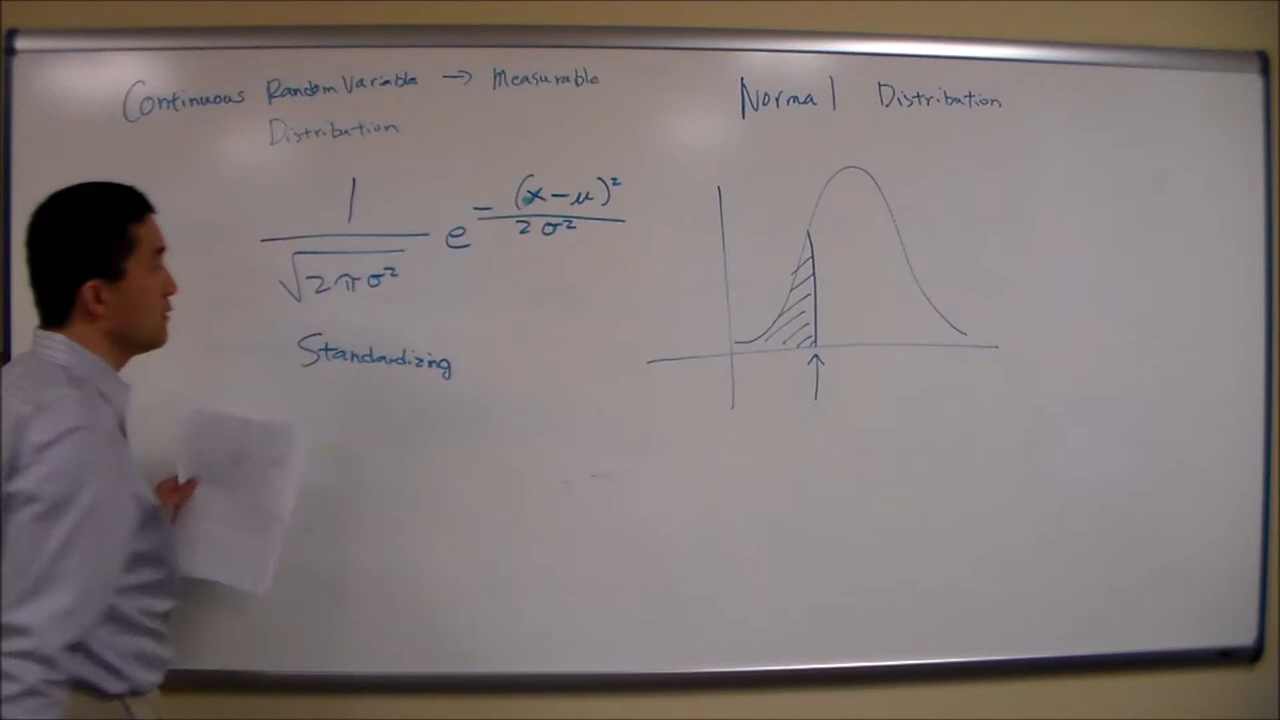 Continuous Random Variable → Measurable
Distribution
1
√2πσ²
e
- (x-μ)²
2σ²
Standardizing
Normal Distribution